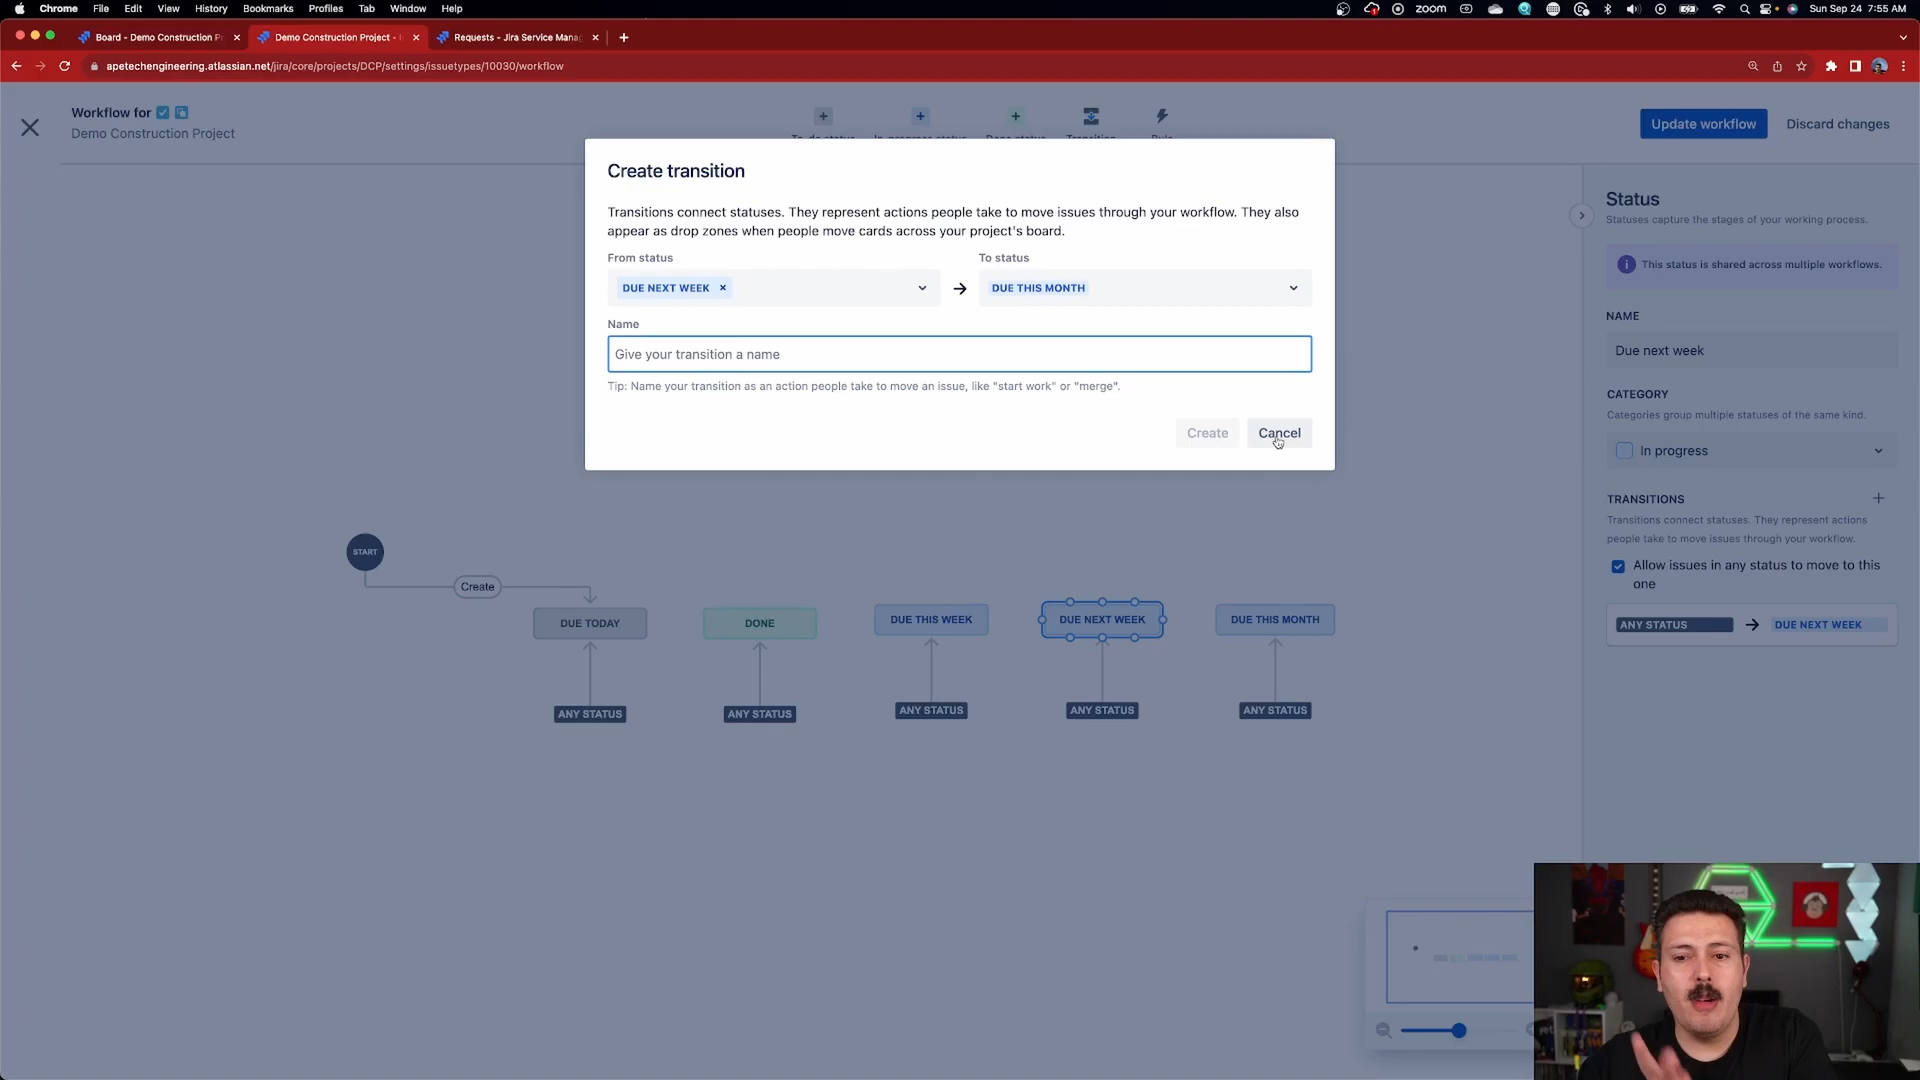 Chrome File Edit View History Bookmarks Profiles Tab Window Help
zoom
Sun Sep 24 7:55 AM
Board - Demo Construction P
Demo Construction Project -
Requests - Jira Service Mana
apetechengineering.atlassian.net/jira/core/projects/DCP/settings/issuetypes/10030/workflow
Workflow for
Demo Construction Project
To-do status In-progress status Done status Transition Rule
Update workflow
Discard changes
Create transition
Transitions connect statuses. They represent actions people take to move issues through your workflow. They also
appear as drop zones when people move cards across your project's board.
From status
To status
DUE NEXT WEEK ×
→
DUE THIS MONTH
Name
Give your transition a name
Tip: Name your transition as an action people take to move an issue, like "start work" or "merge".
Create
Cancel
START
Create
DUE TODAY
DONE
DUE THIS WEEK
DUE NEXT WEEK
DUE THIS MONTH
ANY STATUS
ANY STATUS
ANY STATUS
ANY STATUS
ANY STATUS
Status
Statuses capture the stages of your working process.
This status is shared across multiple workflows.
NAME
Due next week
CATEGORY
Categories group multiple statuses of the same kind.
In progress
TRANSITIONS
Transitions connect statuses. They represent actions
people take to move issues through your workflow.
Allow issues in any status to move to this
one
ANY STATUS → DUE NEXT WEEK